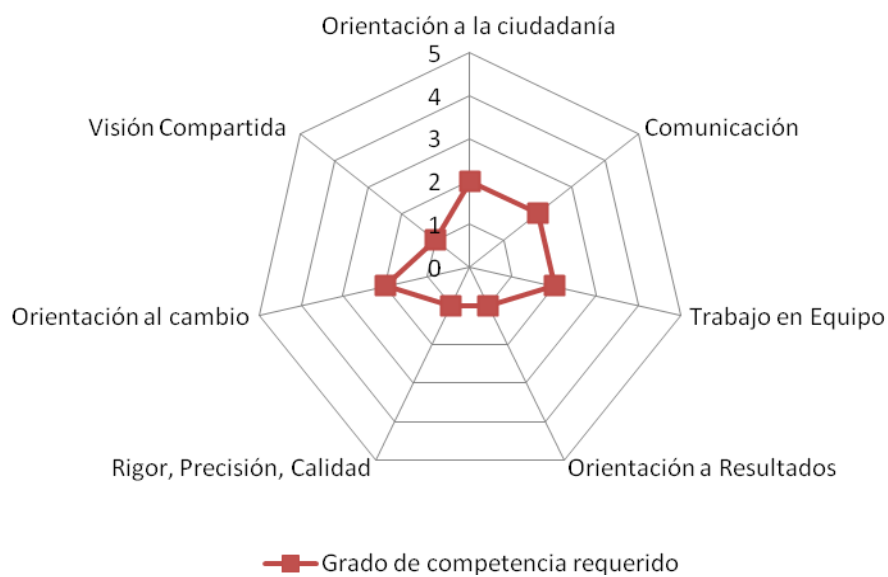 Orientación a la ciudadanía
5
4
3
2
1
0
Comunicación
Trabajo en Equipo
Orientación a Resultados
Rigor, Precisión, Calidad
Orientación al cambio
Visión Compartida
Grado de competencia requerido